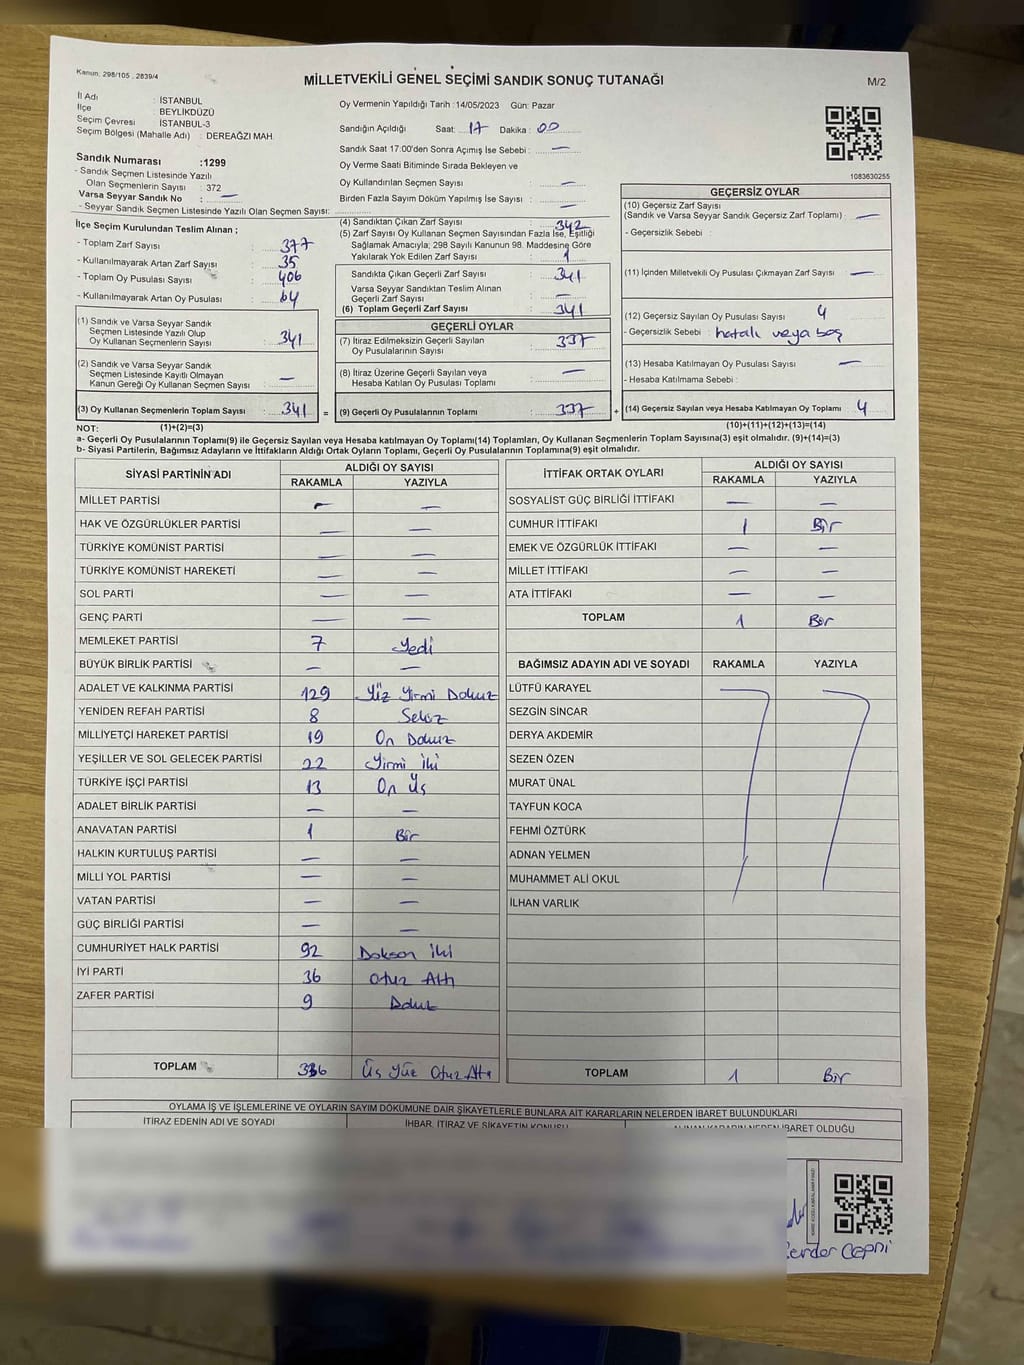 Kanun: 298/105 , 2839/4
MİLLETVEKİLİ GENEL SEÇİMİ SANDIK SONUÇ TUTANAĞI
M/2
İl Adı : İSTANBUL
İlçe : BEYLİKDÜZÜ
Seçim Çevresi : İSTANBUL-3
Seçim Bölgesi (Mahalle Adı) : DEREAĞZI MAH.
Sandık Numarası :1299
- Sandık Seçmen Listesinde Yazılı
Olan Seçmenlerin Sayısı : 372
Varsa Seyyar Sandık No : —
- Seyyar Sandık Seçmen Listesinde Yazılı Olan Seçmen Sayısı:
Oy Vermenin Yapıldığı Tarih :14/05/2023 Gün: Pazar
Sandığın Açıldığı Saat: 17 Dakika : 00
Sandık Saat 17:00'den Sonra Açılmış İse Sebebi : —
Oy Verme Saati Bitiminde Sırada Bekleyen ve
Oy Kullandırılan Seçmen Sayısı : —
Birden Fazla Sayım Döküm Yapılmış İse Sayısı : —
1083630255
İlçe Seçim Kurulundan Teslim Alınan ;
- Toplam Zarf Sayısı : 377
- Kullanılmayarak Artan Zarf Sayısı : 35
- Toplam Oy Pusulası Sayısı : 406
- Kullanılmayarak Artan Oy Pusulası : 64
(1) Sandık ve Varsa Seyyar Sandık
Seçmen Listesinde Yazılı Olup
Oy Kullanan Seçmenlerin Sayısı : 341
(2) Sandık ve Varsa Seyyar Sandık
Seçmen Listesinde Kayıtlı Olmayan
Kanun Gereği Oy Kullanan Seçmen Sayısı : —
(3) Oy Kullanan Seçmenlerin Toplam Sayısı : 341 =
(4) Sandıktan Çıkan Zarf Sayısı : 342
(5) Zarf Sayısı Oy Kullanan Seçmen Sayısından Fazla İse, Eşitliği
Sağlamak Amacıyla; 298 Sayılı Kanunun 98. Maddesine Göre
Yakılarak Yok Edilen Zarf Sayısı : 1
Sandıkta Çıkan Geçerli Zarf Sayısı : 341
Varsa Seyyar Sandıktan Teslim Alınan
Geçerli Zarf Sayısı : —
(6) Toplam Geçerli Zarf Sayısı : 341
GEÇERLİ OYLAR
(7) İtiraz Edilmeksizin Geçerli Sayılan
Oy Pusulalarının Sayısı : 337
(8) İtiraz Üzerine Geçerli Sayılan veya
Hesaba Katılan Oy Pusulası Toplamı : —
(9) Geçerli Oy Pusulalarının Toplamı : 337 +
GEÇERSİZ OYLAR
(10) Geçersiz Zarf Sayısı
(Sandık ve Varsa Seyyar Sandık Geçersiz Zarf Toplamı) : —
- Geçersizlik Sebebi :
(11) İçinden Milletvekili Oy Pusulası Çıkmayan Zarf Sayısı : —
(12) Geçersiz Sayılan Oy Pusulası Sayısı : 4
- Geçersizlik Sebebi : hatalı veya boş
(13) Hesaba Katılmayan Oy Pusulası Sayısı : —
- Hesaba Katılmama Sebebi :
(14) Geçersiz Sayılan veya Hesaba Katılmayan Oy Toplamı : 4
NOT: (1)+(2)=(3) (10)+(11)+(12)+(13)=(14)
a- Geçerli Oy Pusulalarının Toplamı(9) ile Geçersiz Sayılan veya Hesaba katılmayan Oy Toplamı(14) Toplamları, Oy Kullanan Seçmenlerin Toplam Sayısına(3) eşit olmalıdır. (9)+(14)=(3)
b- Siyasi Partilerin, Bağımsız Adayların ve İttifakların Aldığı Ortak Oyların Toplamı, Geçerli Oy Pusulalarının Toplamına(9) eşit olmalıdır.
SİYASİ PARTİNİN ADI ALDIĞI OY SAYISI
RAKAMLA YAZIYLA
MİLLET PARTİSİ — —
HAK VE ÖZGÜRLÜKLER PARTİSİ — —
TÜRKİYE KOMÜNİST PARTİSİ — —
TÜRKİYE KOMÜNİST HAREKETİ — —
SOL PARTİ — —
GENÇ PARTİ — —
MEMLEKET PARTİSİ 7 Yedi
BÜYÜK BİRLİK PARTİSİ — —
ADALET VE KALKINMA PARTİSİ 129 Yüz Yirmi Dokuz
YENİDEN REFAH PARTİSİ 8 Sekiz
MİLLİYETÇİ HAREKET PARTİSİ 19 On Dokuz
YEŞİLLER VE SOL GELECEK PARTİSİ 22 Yirmi İki
TÜRKİYE İŞÇİ PARTİSİ 13 On Üç
ADALET BİRLİK PARTİSİ — —
ANAVATAN PARTİSİ 1 Bir
HALKIN KURTULUŞ PARTİSİ — —
MİLLİ YOL PARTİSİ — —
VATAN PARTİSİ — —
GÜÇ BİRLİĞİ PARTİSİ — —
CUMHURİYET HALK PARTİSİ 92 Doksan İki
İYİ PARTİ 36 Otuz Altı
ZAFER PARTİSİ 9 Dokuz
TOPLAM 336 Üç Yüz Otuz Altı
İTTİFAK ORTAK OYLARI ALDIĞI OY SAYISI
RAKAMLA YAZIYLA
SOSYALİST GÜÇ BİRLİĞİ İTTİFAKI — —
CUMHUR İTTİFAKI 1 Bir
EMEK VE ÖZGÜRLÜK İTTİFAKI — —
MİLLET İTTİFAKI — —
ATA İTTİFAKI — —
TOPLAM 1 Bir
BAĞIMSIZ ADAYIN ADI VE SOYADI RAKAMLA YAZIYLA
LÜTFÜ KARAYEL
SEZGİN SİNCAR
DERYA AKDEMİR
SEZEN ÖZEN
MURAT ÜNAL
TAYFUN KOCA
FEHMİ ÖZTÜRK
ADNAN YELMEN
MUHAMMET ALİ OKUL
İLHAN VARLIK
TOPLAM 1 Bir
OYLAMA İŞ VE İŞLEMLERİNE VE OYLARIN SAYIM DÖKÜMÜNE DAİR ŞİKAYETLERLE BUNLARA AİT KARARLARIN NELERDEN İBARET BULUNDUKLARI
İTİRAZ EDENİN ADI VE SOYADI
İHBAR, İTİRAZ VE ŞİKAYETİN KONUSU
ALINAN KARARIN NEDEN İBARET OLDUĞU